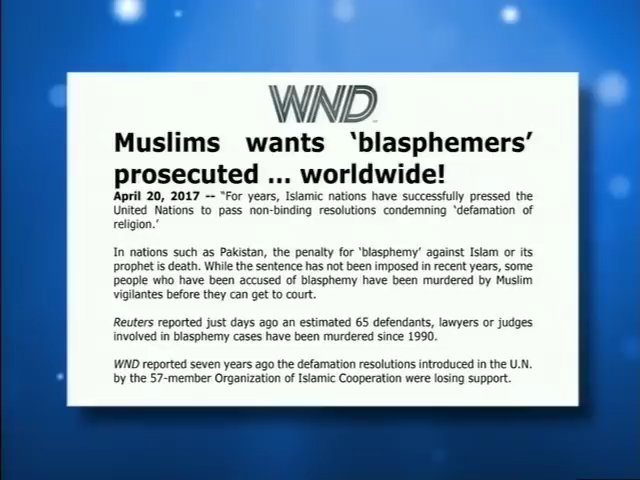 WND
Muslims wants ‘blasphemers’
prosecuted ... worldwide!
April 20, 2017 -- “For years, Islamic nations have successfully pressed the
United Nations to pass non-binding resolutions condemning ‘defamation of
religion.’
In nations such as Pakistan, the penalty for ‘blasphemy’ against Islam or its
prophet is death. While the sentence has not been imposed in recent years, some
people who have been accused of blasphemy have been murdered by Muslim
vigilantes before they can get to court.
Reuters reported just days ago an estimated 65 defendants, lawyers or judges
involved in blasphemy cases have been murdered since 1990.
WND reported seven years ago the defamation resolutions introduced in the U.N.
by the 57-member Organization of Islamic Cooperation were losing support.